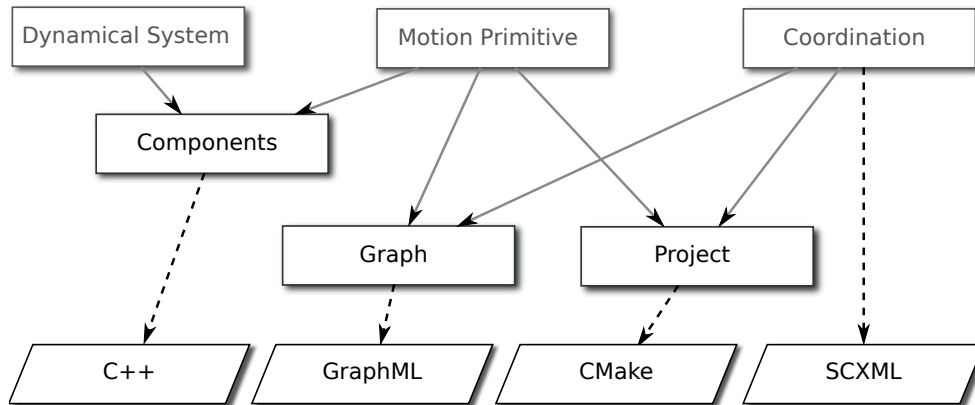 Dynamical System
Motion Primitive
Coordination
Components
Graph
Project
C++
GraphML
CMake
SCXML